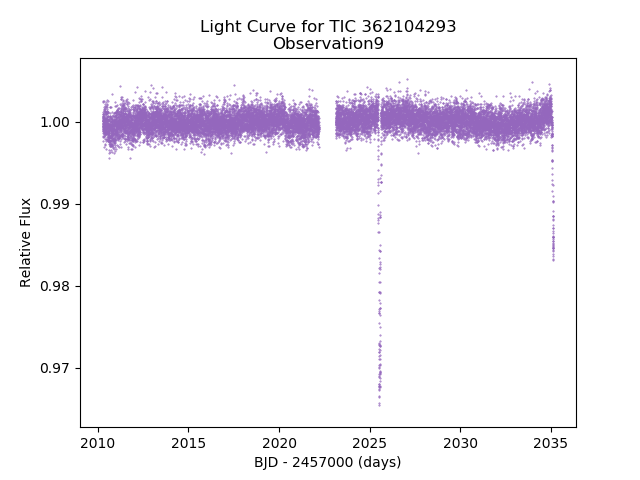 Light Curve for TIC 362104293
Observation9
1.00
0.99
0.98
0.97
Relative Flux
2010 2015 2020 2025 2030 2035
BJD - 2457000 (days)